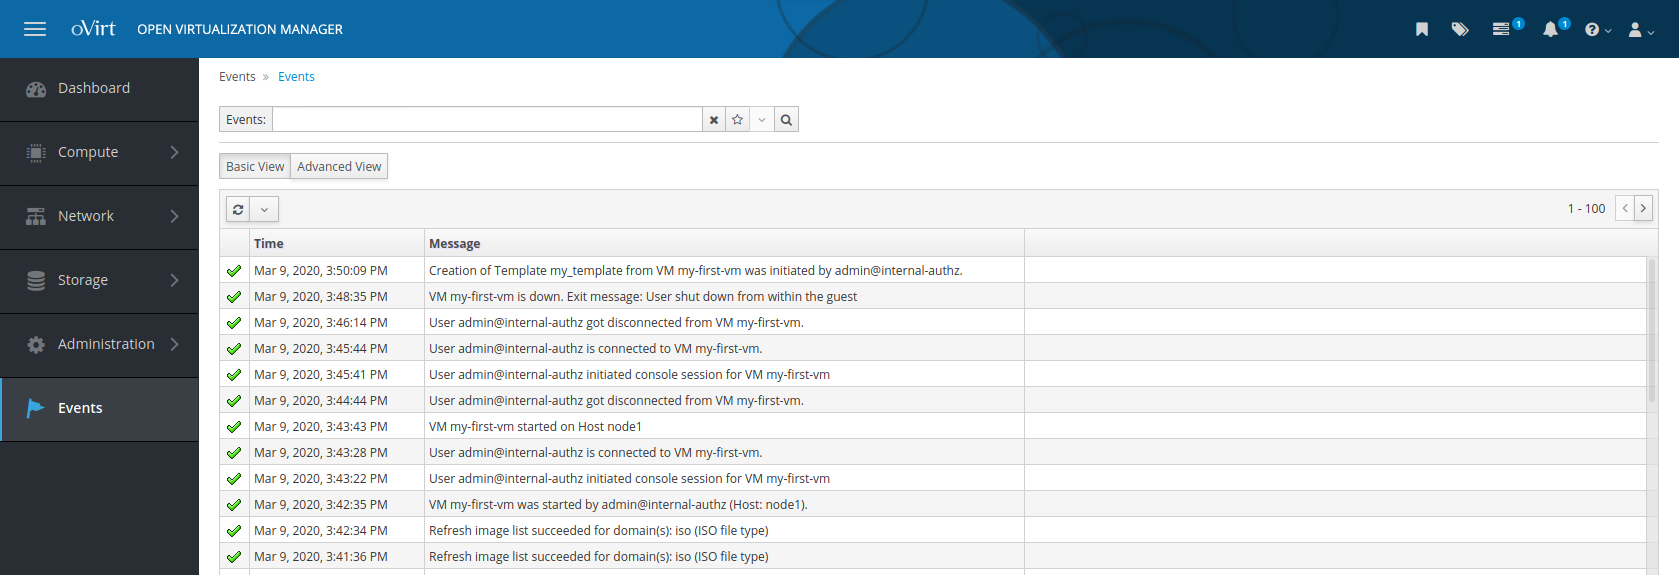 oVirt OPEN VIRTUALIZATION MANAGER 1 1
Dashboard
Compute
Network
Storage
Administration
Events
Events » Events
Events:
Basic View Advanced View
1 - 100
Time Message
Mar 9, 2020, 3:50:09 PM Creation of Template my_template from VM my-first-vm was initiated by admin@internal-authz.
Mar 9, 2020, 3:48:35 PM VM my-first-vm is down. Exit message: User shut down from within the guest
Mar 9, 2020, 3:46:14 PM User admin@internal-authz got disconnected from VM my-first-vm.
Mar 9, 2020, 3:45:44 PM User admin@internal-authz is connected to VM my-first-vm.
Mar 9, 2020, 3:45:41 PM User admin@internal-authz initiated console session for VM my-first-vm
Mar 9, 2020, 3:44:44 PM User admin@internal-authz got disconnected from VM my-first-vm.
Mar 9, 2020, 3:43:43 PM VM my-first-vm started on Host node1
Mar 9, 2020, 3:43:28 PM User admin@internal-authz is connected to VM my-first-vm.
Mar 9, 2020, 3:43:22 PM User admin@internal-authz initiated console session for VM my-first-vm
Mar 9, 2020, 3:42:35 PM VM my-first-vm was started by admin@internal-authz (Host: node1).
Mar 9, 2020, 3:42:34 PM Refresh image list succeeded for domain(s): iso (ISO file type)
Mar 9, 2020, 3:41:36 PM Refresh image list succeeded for domain(s): iso (ISO file type)